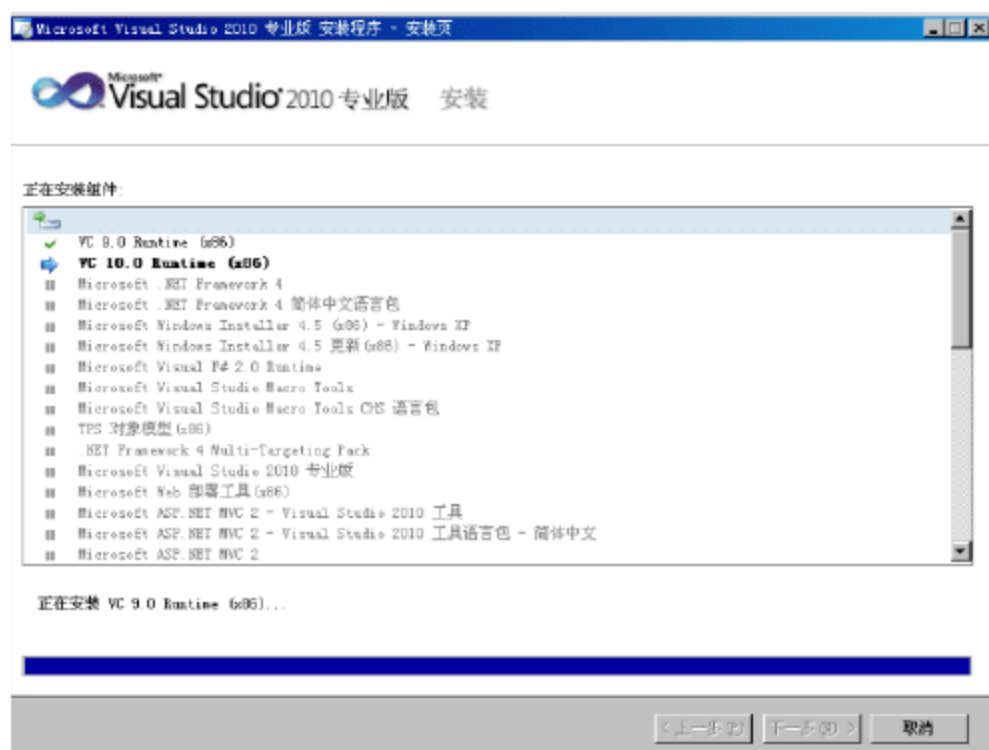 Microsoft Visual Studio 2010 专业版 安装程序 - 安装页
Microsoft®
Visual Studio® 2010 专业版 安装
正在安装组件:
VC 9.0 Runtime (x86)
VC 10.0 Runtime (x86)
Microsoft .NET Framework 4
Microsoft .NET Framework 4 简体中文语言包
Microsoft Windows Installer 4.5 (x86) - Windows XP
Microsoft Windows Installer 4.5 更新(x86) - Windows XP
Microsoft Visual F# 2.0 Runtime
Microsoft Visual Studio Macro Tools
Microsoft Visual Studio Macro Tools CHS 语言包
TFS 对象模型(x86)
.NET Framework 4 Multi-Targeting Pack
Microsoft Visual Studio 2010 专业版
Microsoft Web 部署工具(x86)
Microsoft ASP.NET MVC 2 - Visual Studio 2010 工具
Microsoft ASP.NET MVC 2 - Visual Studio 2010 工具语言包 - 简体中文
Microsoft ASP.NET MVC 2
正在安装 VC 9.0 Runtime (x86)...
< 上一步(P) 下一步(N) > 取消